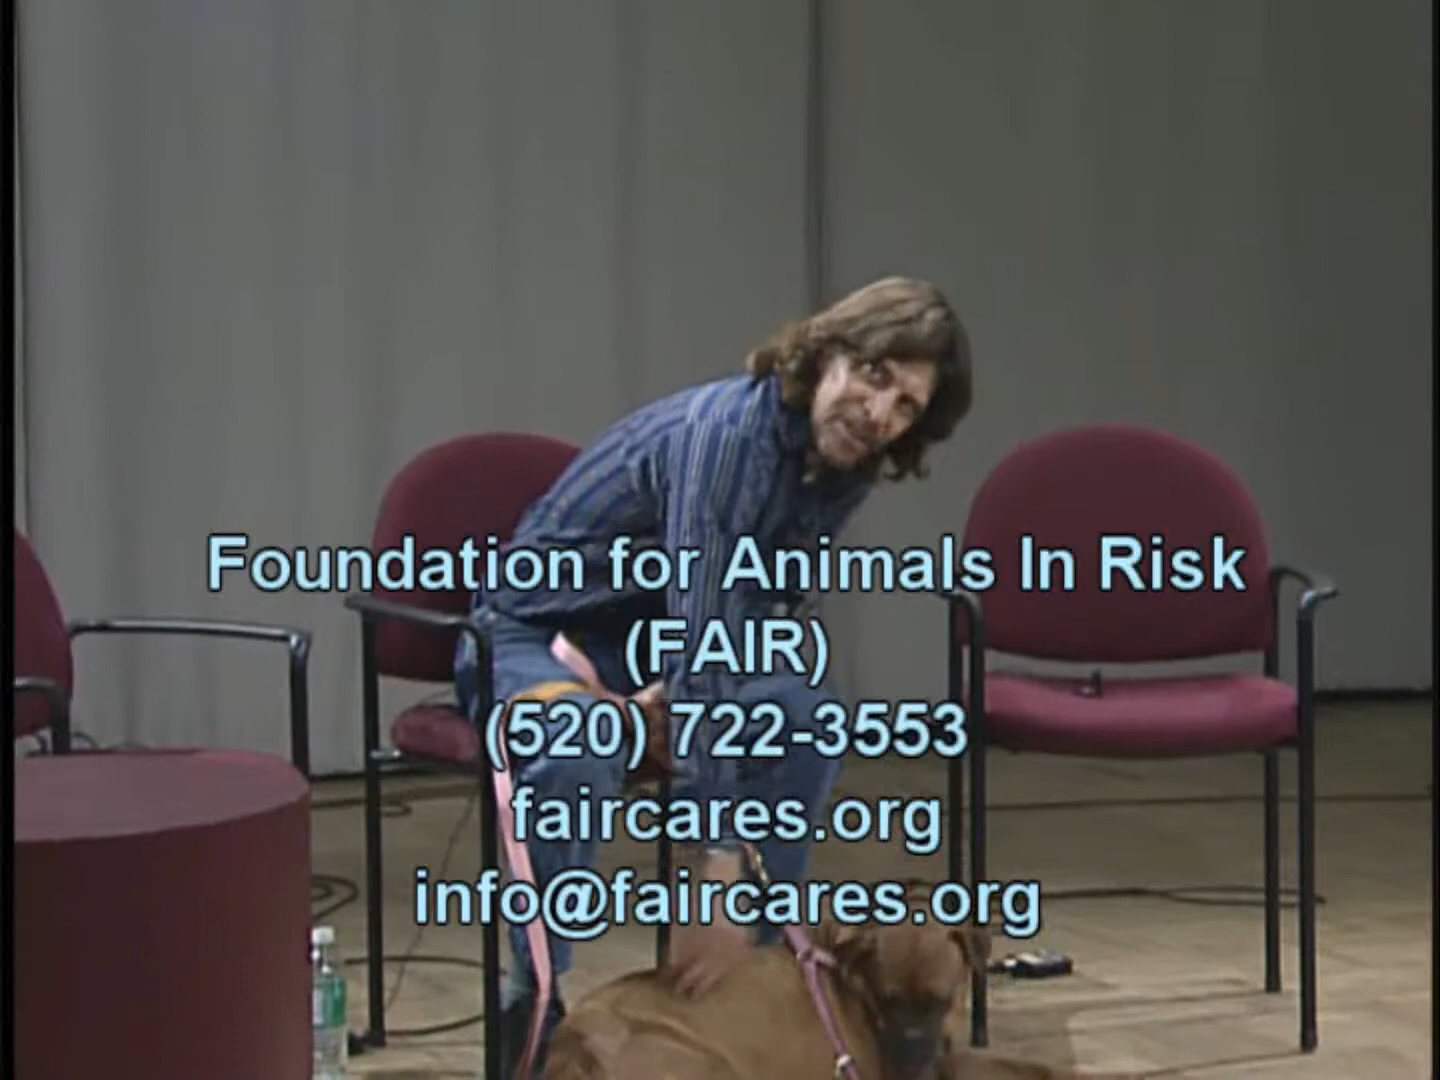 Foundation for Animals In Risk
(FAIR)
(520) 722-3553
faircares.org
info@faircares.org